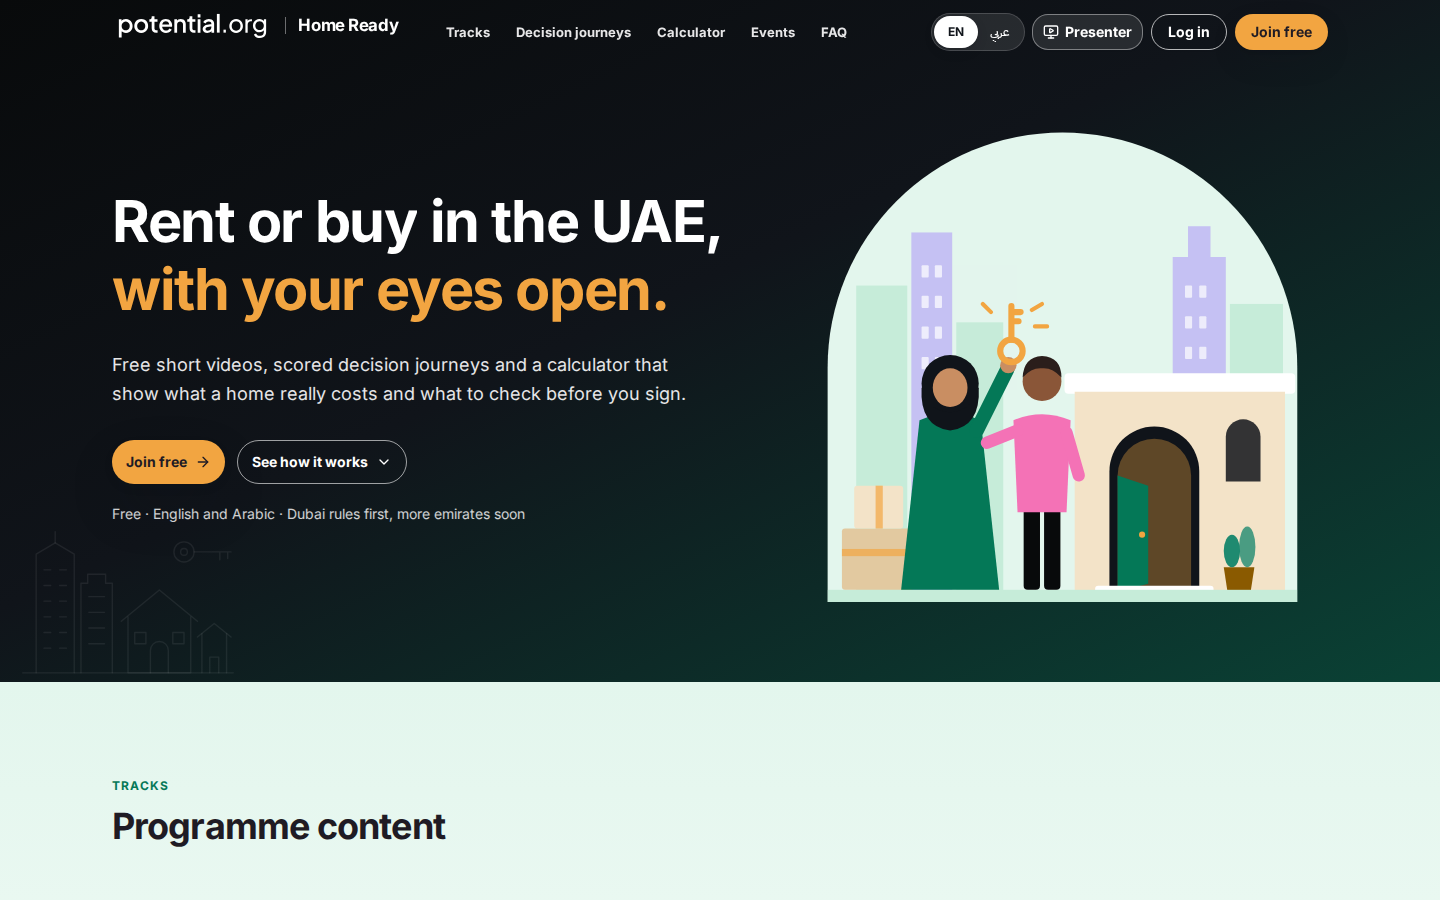 potential.org | Home Ready
Tracks
Decision journeys
Calculator
Events
FAQ
EN
عربي
Presenter
Log in
Join free
Rent or buy in the UAE,
with your eyes open.
Free short videos, scored decision journeys and a calculator that
show what a home really costs and what to check before you sign.
Join free
See how it works
Free · English and Arabic · Dubai rules first, more emirates soon
TRACKS
Programme content